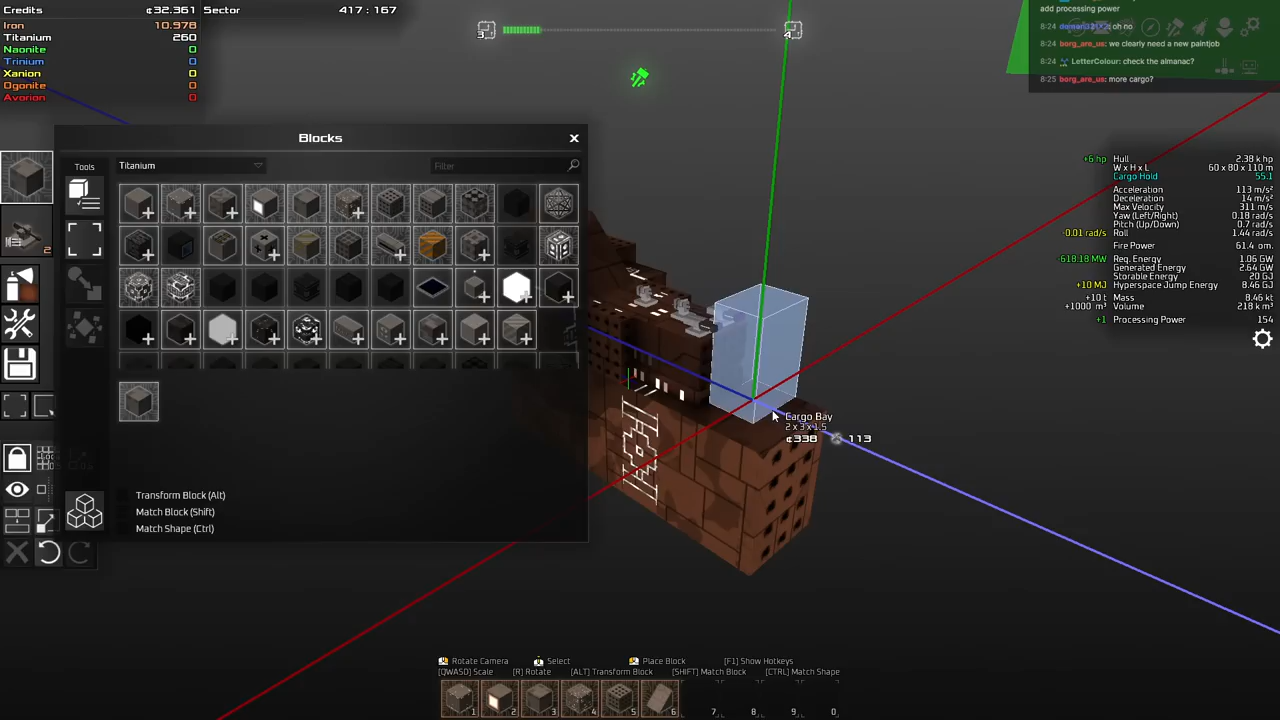 Credits ¢32.361 Sector 417 : 167
Iron 10.978
Titanium 260
Naonite 0
Trinium 0
Xanion 0
Ogonite 0
Avorion 0
3
4
add processing power
oh no
8:24 borg_are_us: we clearly need a new paintjob
8:24 LetterColour: check the almanac?
8:25 borg_are_us: more cargo?
Blocks
Tools
Titanium
Filter
2
+6 hp Hull 2.38 k hp
W x H x L 60 x 80 x 110 m
Cargo Hold 55.1
Acceleration 113 m/s²
Deceleration 14 m/s²
Max Velocity 311 m/s
Yaw (Left/Right) 0.18 rad/s
Pitch (Up/Down) 0.7 rad/s
-0.01 rad/s Roll 1.44 rad/s
Fire Power 61.4 om.
-618.18 MW Req. Energy 1.06 GW
Generated Energy 2.64 GW
Storable Energy 20 GJ
+10 MJ Hyperspace Jump Energy 8.46 GJ
+10 t Mass 8.46 kt
+1000 m³ Volume 218 k m³
+1 Processing Power 154
Cargo Bay
2 x 3 x 1.5
¢338 113
Transform Block (Alt)
Match Block (Shift)
Match Shape (Ctrl)
Rotate Camera Select Place Block [F1] Show Hotkeys
[QWASD] Scale [R] Rotate [ALT] Transform Block [SHIFT] Match Block [CTRL] Match Shape
1 2 3 4 5 6 7 8 9 0